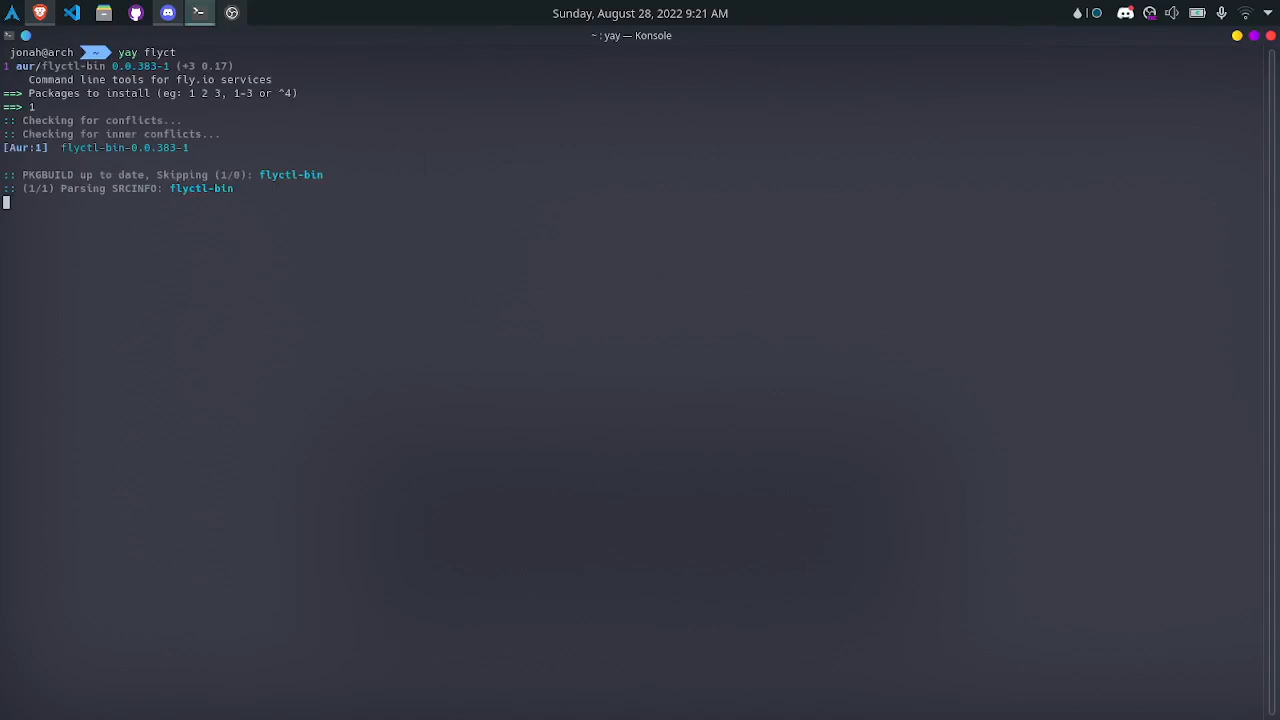 Sunday, August 28, 2022 9:21 AM
~ : yay — Konsole
jonah@arch ~ yay flyct
1 aur/flyctl-bin 0.0.383-1 (+3 0.17)
    Command line tools for fly.io services
==> Packages to install (eg: 1 2 3, 1-3 or ^4)
==> 1
:: Checking for conflicts...
:: Checking for inner conflicts...
[Aur:1]  flyctl-bin-0.0.383-1
:: PKGBUILD up to date, Skipping (1/0): flyctl-bin
:: (1/1) Parsing SRCINFO: flyctl-bin